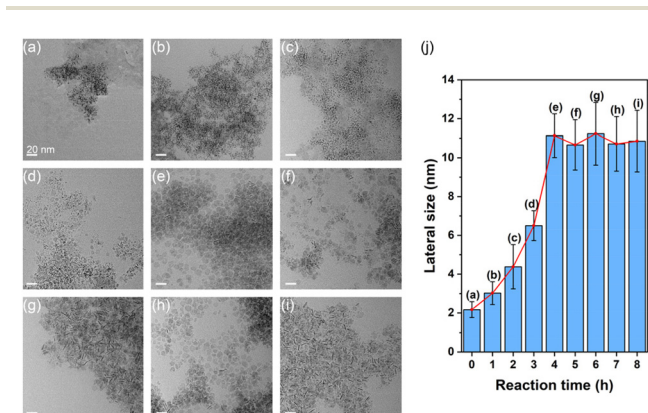 (a)
(b)
(c)
20 nm
(d)
(e)
(f)
(g)
(h)
(i)
(j)
14
12
10
8
6
4
2
0
Lateral size (nm)
(a)
(b)
(c)
(d)
(e)
(f)
(g)
(h)
(i)
0 1 2 3 4 5 6 7 8
Reaction time (h)